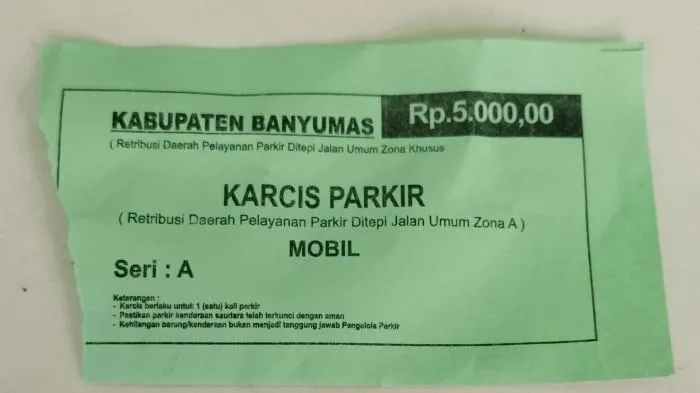 KABUPATEN BANYUMAS
Rp.5.000,00
( Retribusi Daerah Pelayanan Parkir Ditepi Jalan Umum Zona Khusus
KARCIS PARKIR
( Retribusi Daerah Pelayanan Parkir Ditepi Jalan Umum Zona A )
MOBIL
Seri : A
Keterangan :
- Karcis berlaku untuk 1 (satu) kali parkir
- Pastikan parkir kendaraan saudara telah terkunci dengan aman
- Kehilangan barang/kendaraan bukan menjadi tanggung jawab Pengelola Parkir